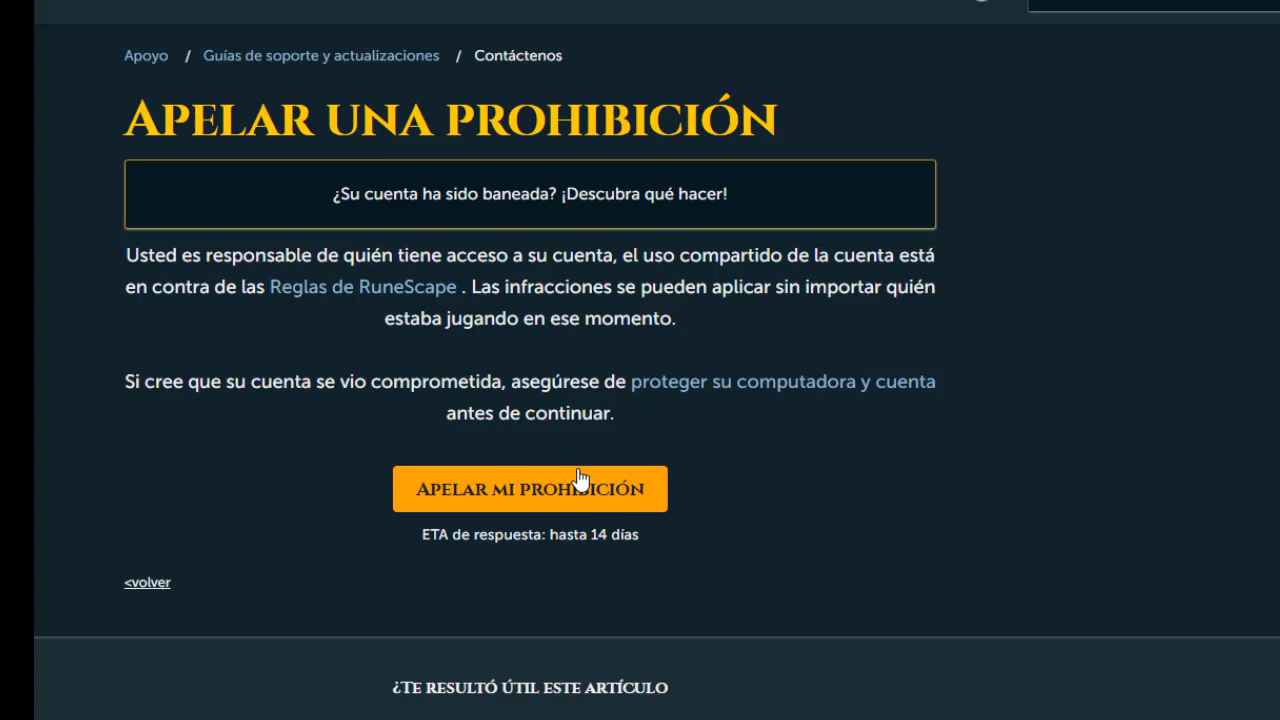 Apoyo / Guías de soporte y actualizaciones / Contáctenos
APELAR UNA PROHIBICIÓN
¿Su cuenta ha sido baneada? ¡Descubra qué hacer!
Usted es responsable de quién tiene acceso a su cuenta, el uso compartido de la cuenta está
en contra de las Reglas de RuneScape . Las infracciones se pueden aplicar sin importar quién
estaba jugando en ese momento.
Si cree que su cuenta se vio comprometida, asegúrese de proteger su computadora y cuenta
antes de continuar.
APELAR MI PROHIBICIÓN
ETA de respuesta: hasta 14 días
<volver
¿TE RESULTÓ ÚTIL ESTE ARTÍCULO